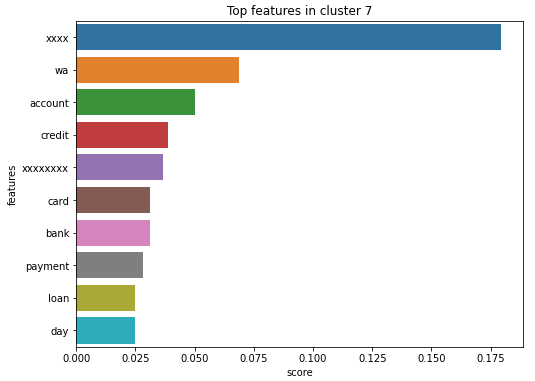 Top features in cluster 7
features
xxxx
wa
account
credit
xxxxxxxx
card
bank
payment
loan
day
0.000 0.025 0.050 0.075 0.100 0.125 0.150 0.175
score